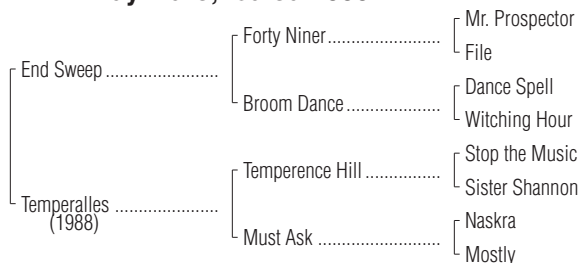 Mr. Prospector
Forty Niner
File
End Sweep
Dance Spell
Broom Dance
Witching Hour
Stop the Music
Temperence Hill
Sister Shannon
Temperalles
(1988)
Naskra
Must Ask
Mostly